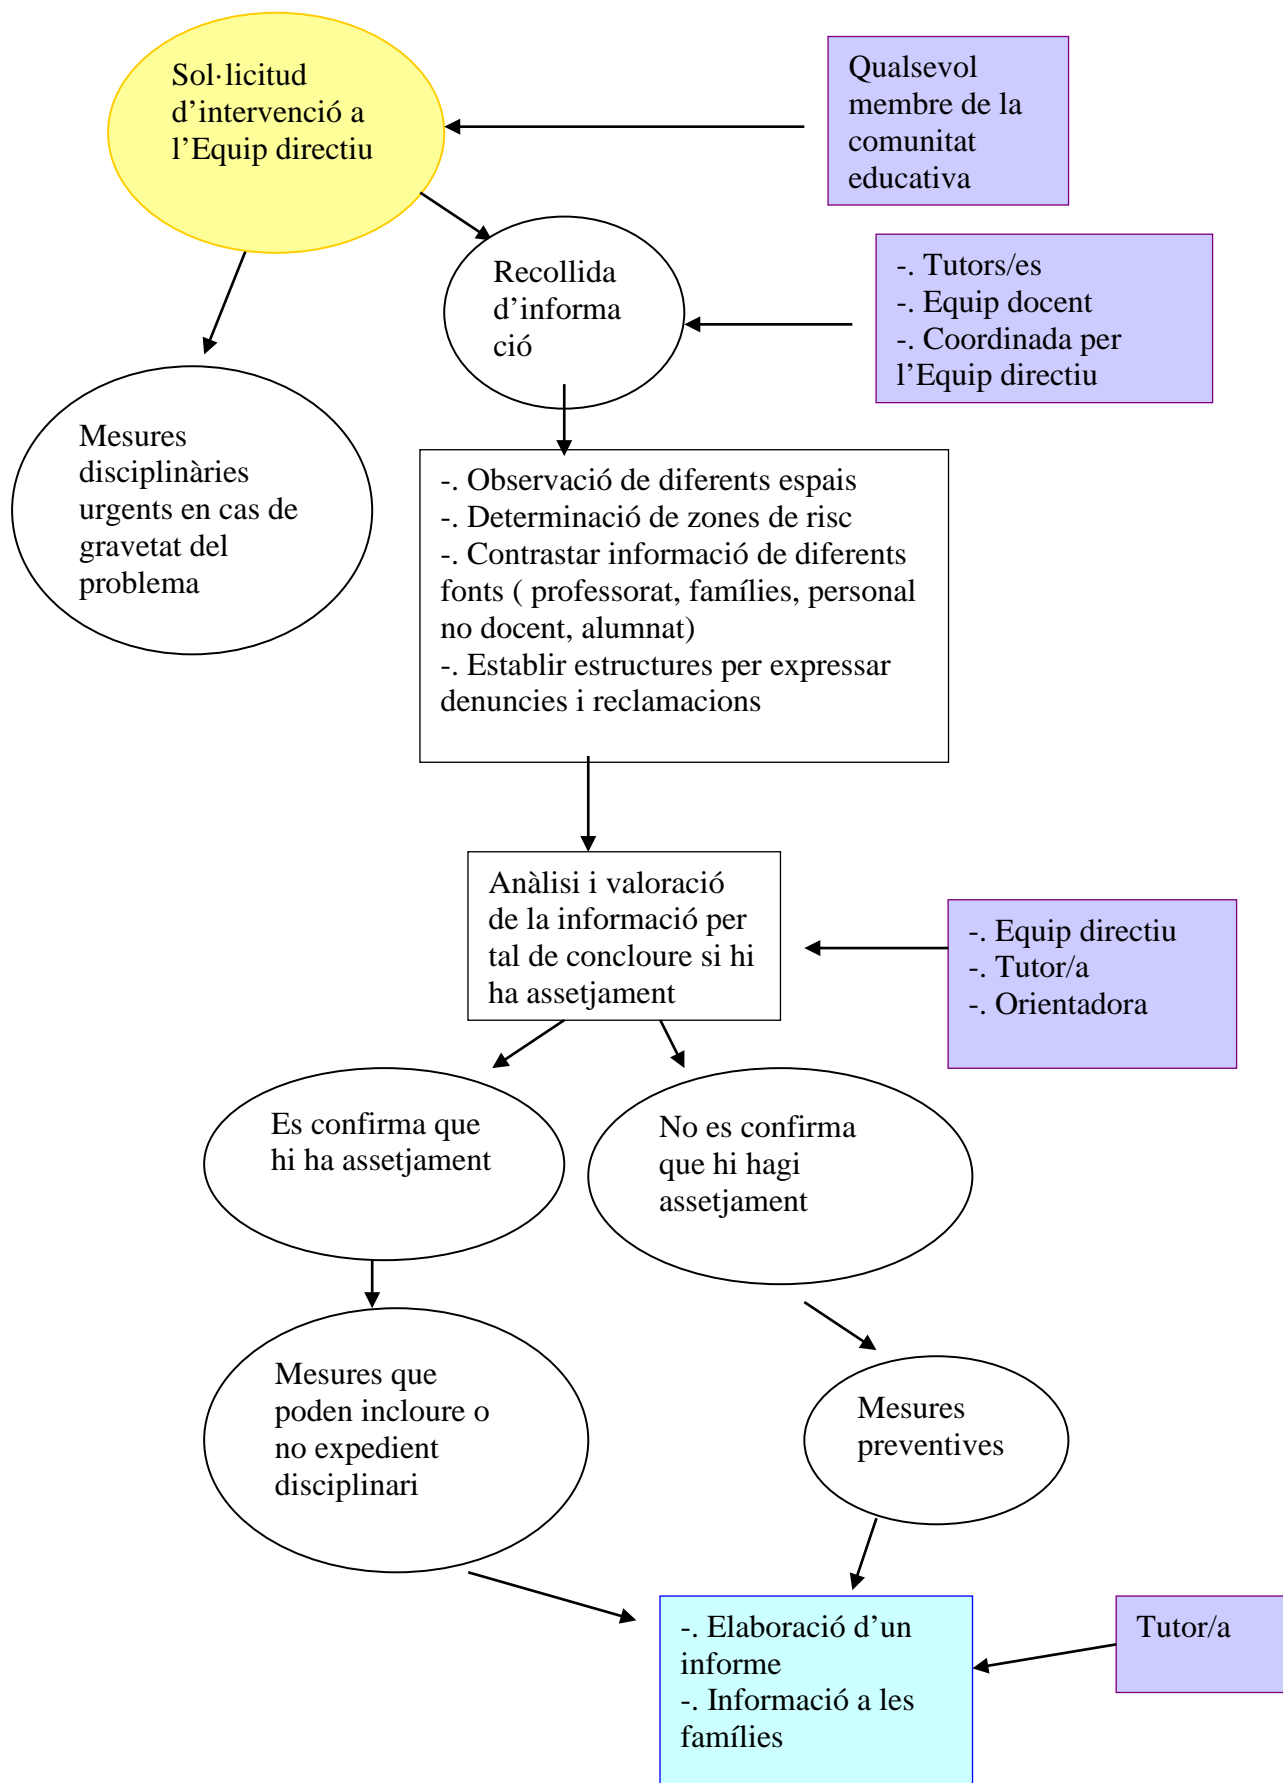 Sol·licitud
d’intervenció a
l’Equip directiu
Qualsevol
membre de la
comunitat
educativa
Recollida
d’informa
ció
-. Tutors/es
-. Equip docent
-. Coordinada per
l’Equip directiu
Mesures
disciplinàries
urgents en cas de
gravetat del
problema
-. Observació de diferents espais
-. Determinació de zones de risc
-. Contrastar informació de diferents
fonts ( professorat, famílies, personal
no docent, alumnat)
-. Establir estructures per expressar
denuncies i reclamacions
Anàlisi i valoració
de la informació per
tal de concloure si hi
ha assetjament
-. Equip directiu
-. Tutor/a
-. Orientadora
Es confirma que
hi ha assetjament
No es confirma
que hi hagi
assetjament
Mesures que
poden incloure o
no expedient
disciplinari
Mesures
preventives
-. Elaboració d’un
informe
-. Informació a les
famílies
Tutor/a